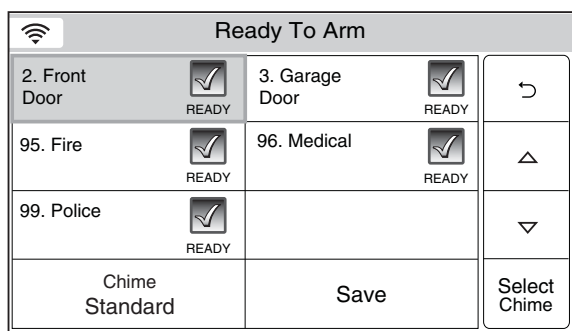 Ready To Arm
2. Front
Door
READY
3. Garage
Door
READY
95. Fire
READY
96. Medical
READY
99. Police
READY
Chime
Standard
Save
Select
Chime